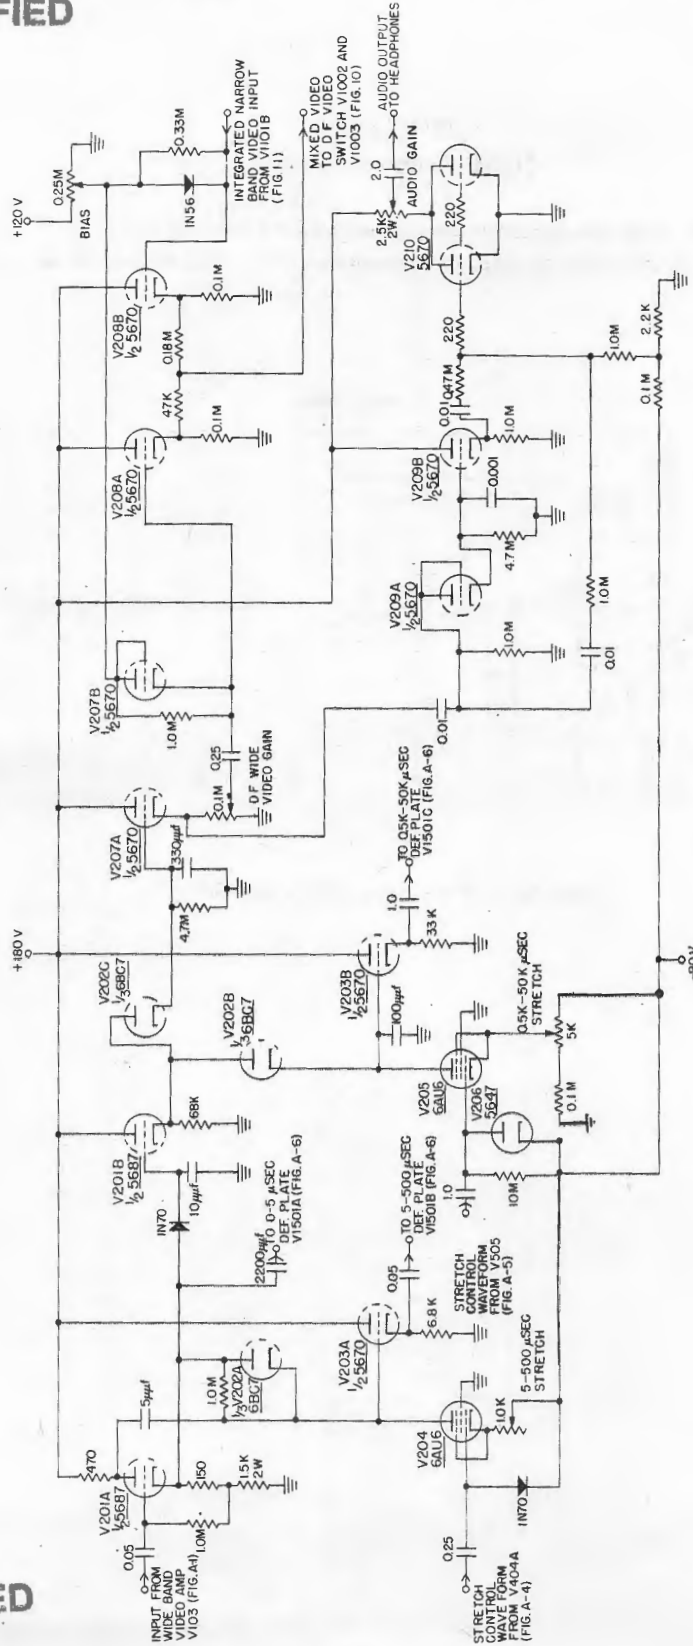 FIED
ED
INPUT FROM
WIDE BAND
VIDEO AMP
V103 (FIG. A-1)
0.05
V201A
1/2 5687
470
5μμf
150
1.0M
1.5K
2W
1.0M
1/3 V202A
6BC7
2200μμf
TO 0-5 μSEC
DEF. PLATE
V1501A (FIG. A-6)
1N70
10μμf
V201B
1/2 5687
68K
V202C
1/3 6BC7
V202B
1/3 6BC7
+180V
4.7M
330μμf
V207A
1/2 5670
0.1M
DF WIDE
VIDEO GAIN
0.25
1.0M
V207B
1/2 5670
V208A
1/2 5670
47K
0.1M
0.18M
V208B
1/2 5670
0.1M
+120V
0.25M
BIAS
0.33M
1N56
INTEGRATED NARROW
BAND VIDEO INPUT
FROM V1101B
(FIG. 11)
MIXED VIDEO
TO DF VIDEO
SWITCH V1002 AND
V1003 (FIG. 10)
AUDIO OUTPUT
TO HEADPHONES
2.0
AUDIO GAIN
2.5K
2W
V210
5670
220
220
V203A
1/2 5670
0.05
TO 5-500 μSEC
DEF. PLATE
V1501B (FIG. A-6)
6.8K
V203B
1/2 5670
1.0
TO 0.5K-50K μSEC
DEF. PLATE
V1501C (FIG. A-6)
33K
100μμf
0.01
V209A
1/2 5670
1.0M
4.7M
0.001
V209B
1/2 5670
0.01
0.47M
1.0M
1.0M
0.01
1.0M
0.1M
2.2K
STRETCH
CONTROL
WAVE FORM
FROM V404A
(FIG. A-4)
0.25
V204
6AU6
1N70
1.0K
5-500 μSEC
STRETCH
STRETCH
CONTROL
WAVEFORM
FROM V505
(FIG. A-5)
1.0
10M
V205
6AU6
V206
5647
0.1M
5K
0.5K-50K μSEC
STRETCH